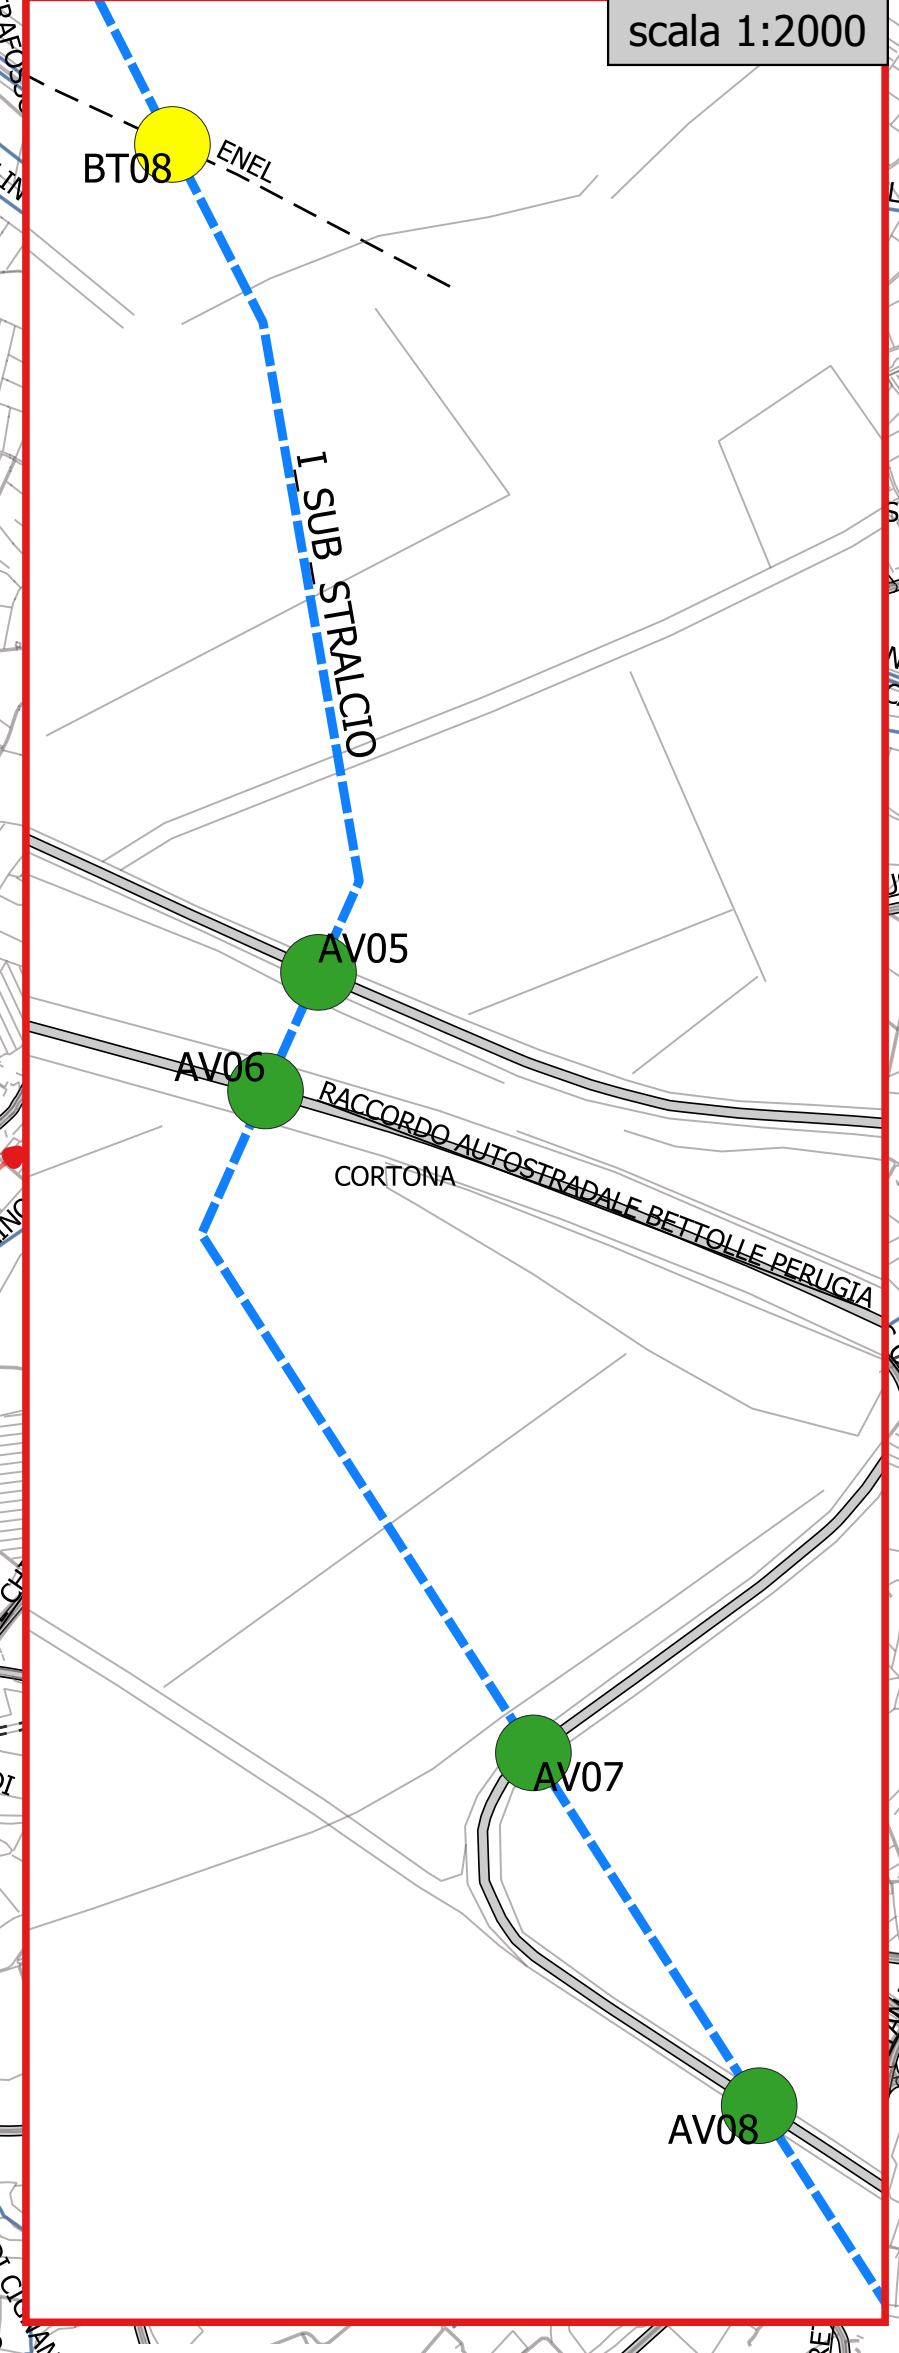 scala 1:2000
ENEL
BT08
I_SUB_STRALCIO
AV05
AV06
RACCORDO AUTOSTRADALE BETTOLLE PERUGIA
CORTONA
AV07
AV08